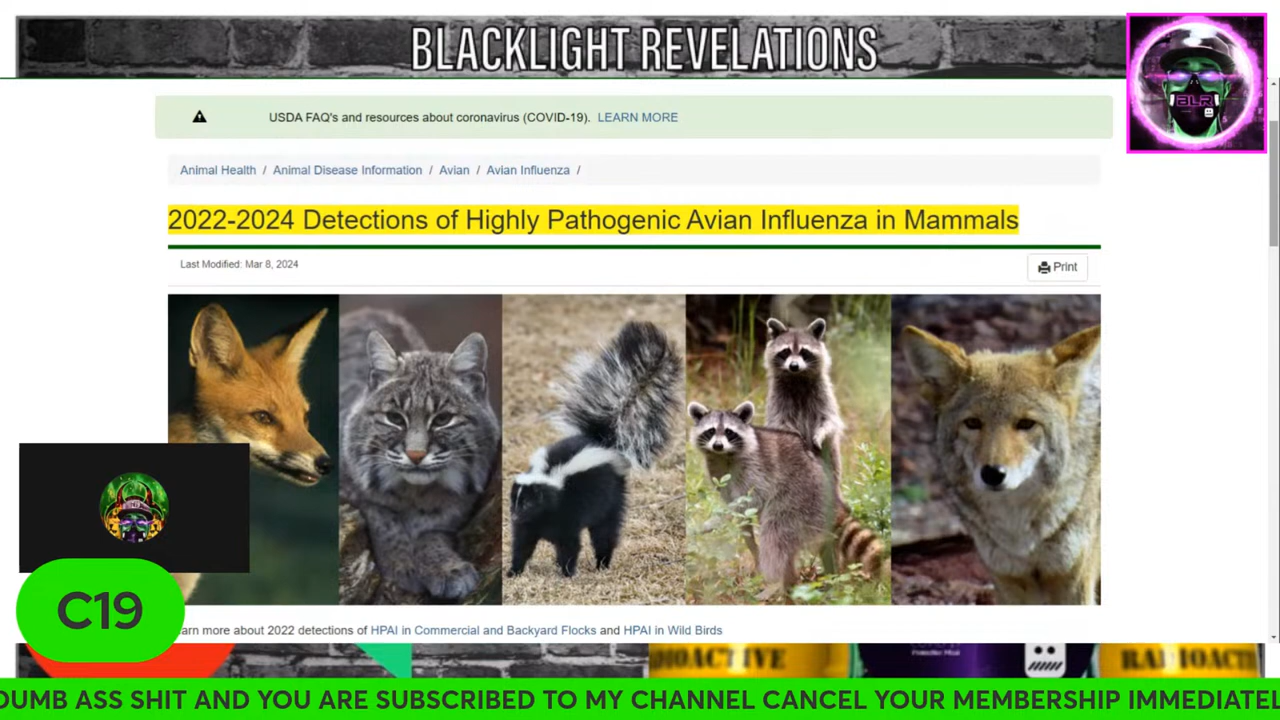 BLACKLIGHT REVELATIONS
BLR
USDA FAQ's and resources about coronavirus (COVID-19). LEARN MORE
Animal Health / Animal Disease Information / Avian / Avian Influenza /
2022-2024 Detections of Highly Pathogenic Avian Influenza in Mammals
Last Modified: Mar 8, 2024
Print
C19
arn more about 2022 detections of HPAI in Commercial and Backyard Flocks and HPAI in Wild Birds
DIOACTIVE
DUMB ASS SHIT AND YOU ARE SUBSCRIBED TO MY CHANNEL CANCEL YOUR MEMBERSHIP IMMEDIATEL